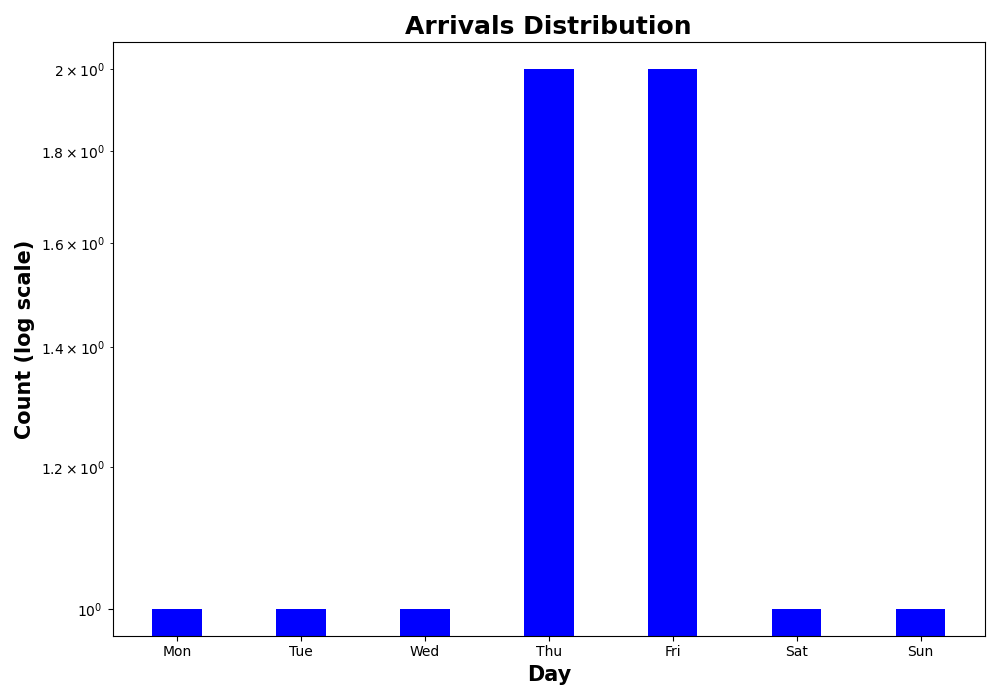 Arrivals Distribution
Count (log scale)
2 × 10⁰
1.8 × 10⁰
1.6 × 10⁰
1.4 × 10⁰
1.2 × 10⁰
10⁰
Mon Tue Wed Thu Fri Sat Sun
Day